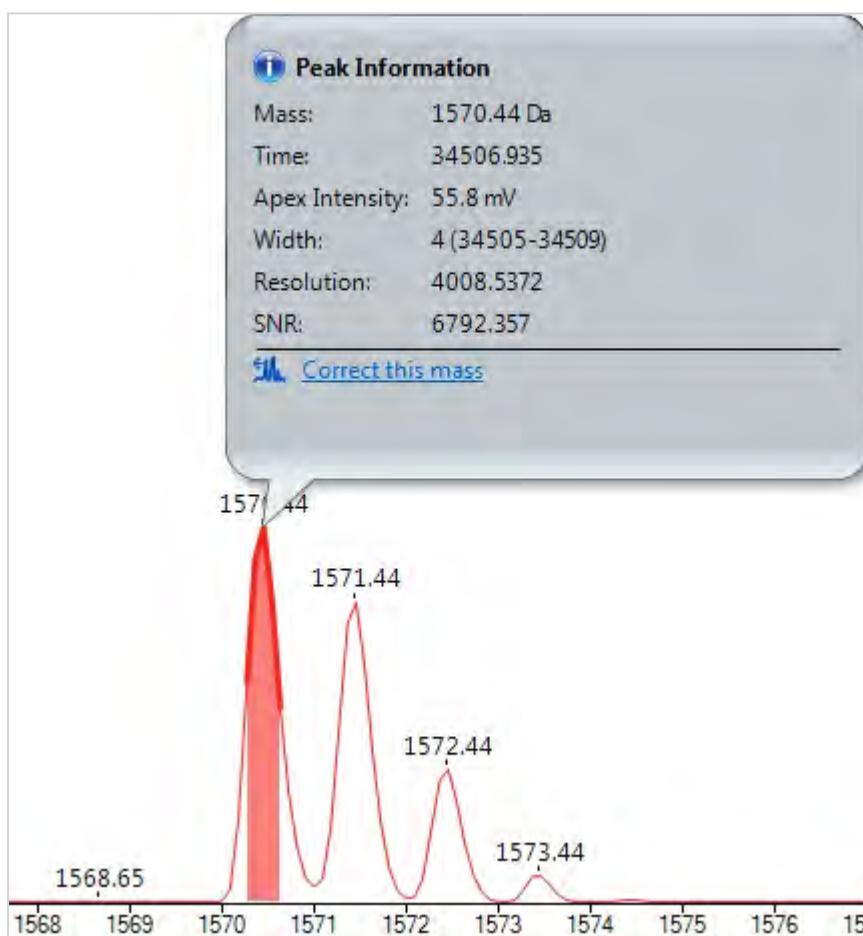 Peak Information
Mass: 1570.44 Da
Time: 34506.935
Apex Intensity: 55.8 mV
Width: 4 (34505-34509)
Resolution: 4008.5372
SNR: 6792.357
Correct this mass
1571.44
1572.44
1573.44
1568.65
1568 1569 1570 1571 1572 1573 1574 1575 1576